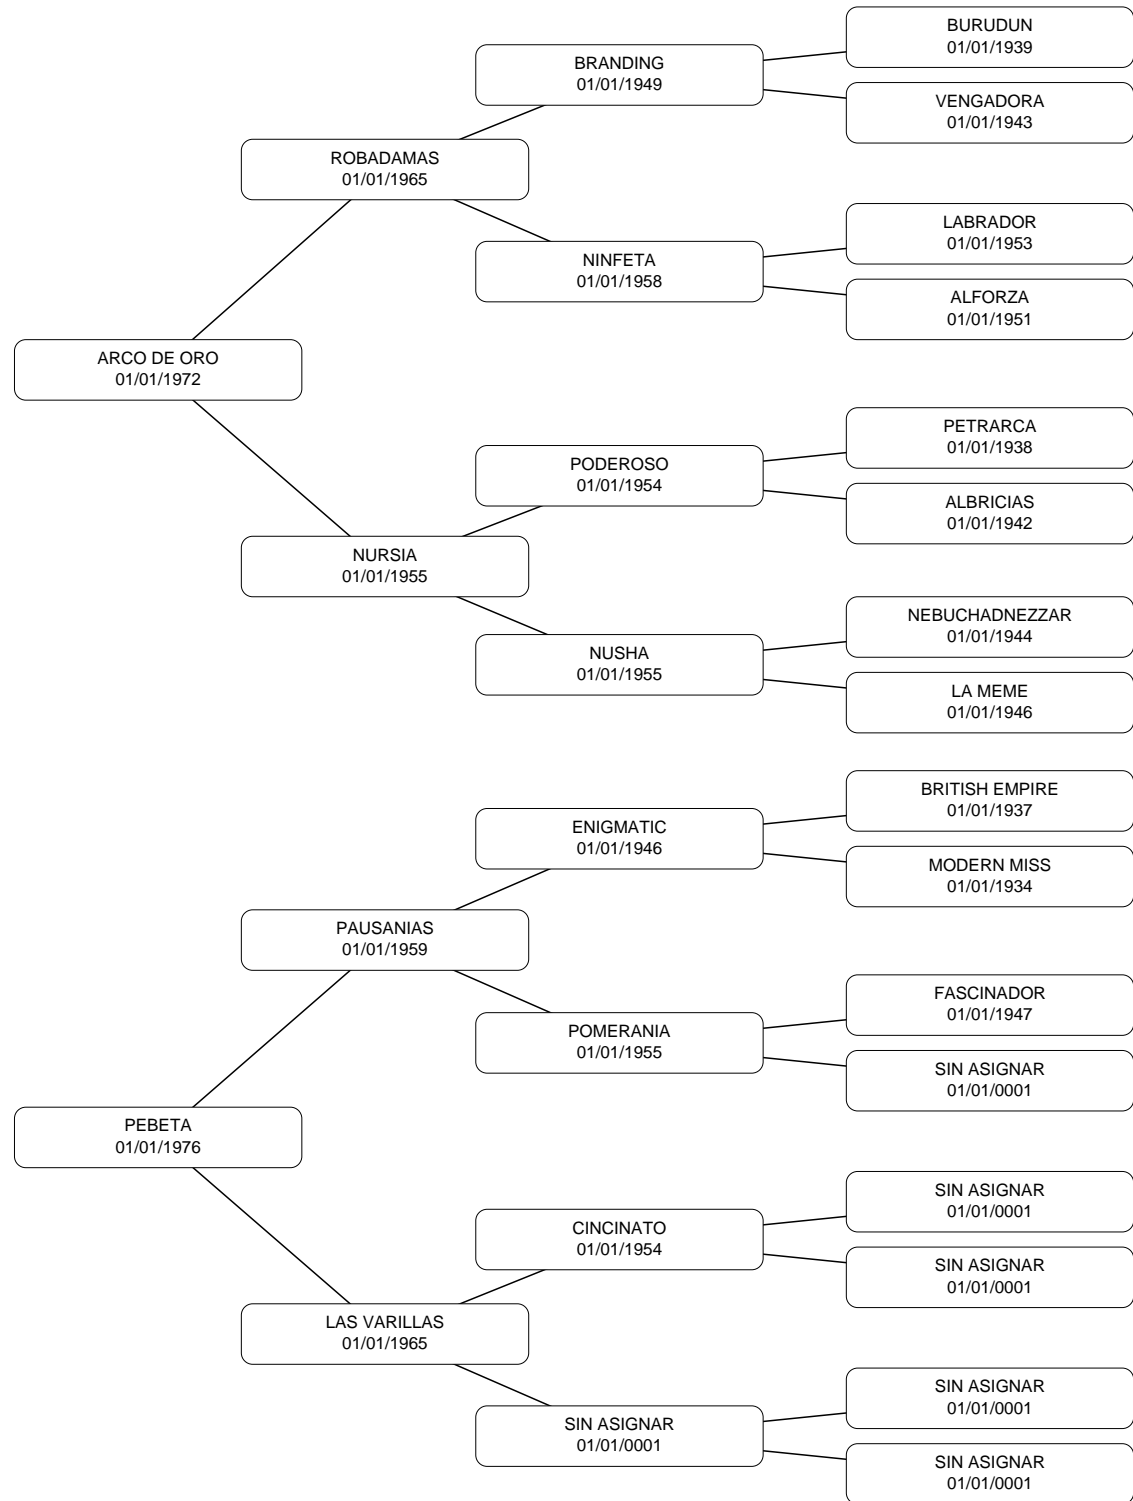 BURUDUN
01/01/1939
BRANDING
01/01/1949
VENGADORA
01/01/1943
ROBADAMAS
01/01/1965
LABRADOR
01/01/1953
NINFETA
01/01/1958
ALFORZA
01/01/1951
ARCO DE ORO
01/01/1972
PETRARCA
01/01/1938
PODEROSO
01/01/1954
ALBRICIAS
01/01/1942
NURSIA
01/01/1955
NEBUCHADNEZZAR
01/01/1944
NUSHA
01/01/1955
LA MEME
01/01/1946
BRITISH EMPIRE
01/01/1937
ENIGMATIC
01/01/1946
MODERN MISS
01/01/1934
PAUSANIAS
01/01/1959
FASCINADOR
01/01/1947
POMERANIA
01/01/1955
SIN ASIGNAR
01/01/0001
PEBETA
01/01/1976
SIN ASIGNAR
01/01/0001
CINCINATO
01/01/1954
SIN ASIGNAR
01/01/0001
LAS VARILLAS
01/01/1965
SIN ASIGNAR
01/01/0001
SIN ASIGNAR
01/01/0001
SIN ASIGNAR
01/01/0001